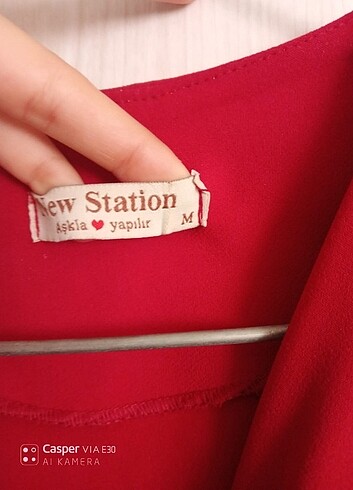 New Station
Aşkla ❤ yapılır
M
Casper VIA E30
AI KAMERA